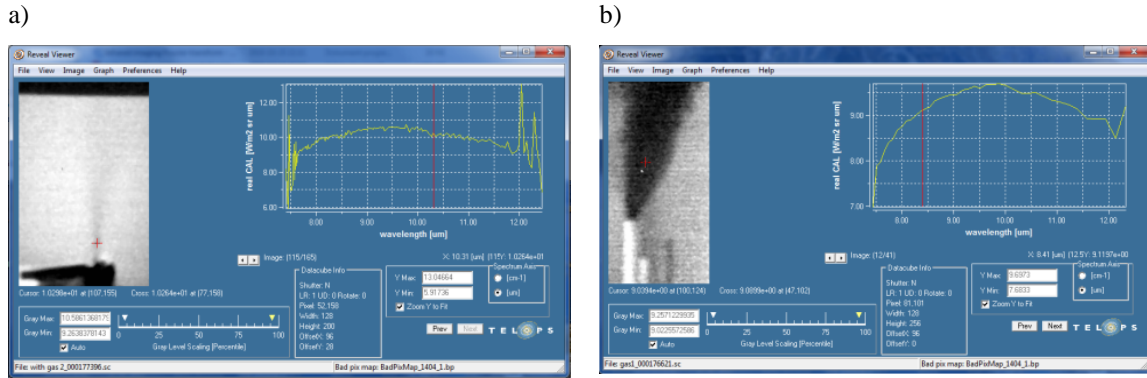 a)
Reveal Viewer
File View Image Graph Preferences Help
real CAL [W/m2 sr um]
12.00
10.00
8.00
6.00
8.00 9.00 10.00 11.00 12.00
wavelength [um]
Image: (115/165)
X: 10.31 [um] (115Y: 1.0264e+01
Cursor: 1.0298e+01 at (107,155) Cross: 1.0264e+01 at (77,158)
Gray Max:
Gray Min: 9.2638378143
Auto
0 25 50 75 100
Gray Level Scaling [Percentile]
Datacube Info
Shutter: N
LR: 1 UD: 0 Rotate: 0
Pixel: 52,158
Width: 128
Height: 200
OffsetX: 96
OffsetY: 28
Y Max: 13.04664
Y Min: 5.91736
Zoom Y to Fit
Spectrum Axis
[cm-1]
[um]
Prev Next TELOPS
File: with gas 2_000177396.sc Bad pix map: BadPixMap_1404_1.bp
b)
Reveal Viewer
File View Image Graph Preferences Help
real CAL [W/m2 sr um]
9.00
8.00
7.00
8.00 9.00 10.00 11.00 12.00
wavelength [um]
Image: (12/41)
X: 8.41 [um] (12.5Y: 9.1197e+00
Cursor: 9.0394e+00 at (100,124) Cross: 9.0899e+00 at (47,102)
Gray Max: 9.2571229935
Gray Min: 9.0225572586
Auto
0 25 50 75 100
Gray Level Scaling [Percentile]
Datacube Info
Shutter: N
LR: 1 UD: 0 Rotate: 0
Pixel: 81,101
Width: 128
Height: 256
OffsetX: 96
OffsetY: 0
Y Max: 9.6973
Y Min: 7.6833
Zoom Y to Fit
Spectrum Axis
[cm-1]
[um]
Prev Next TELOPS
File: gas1_000176621.sc Bad pix map: BadPixMap_1404_1.bp